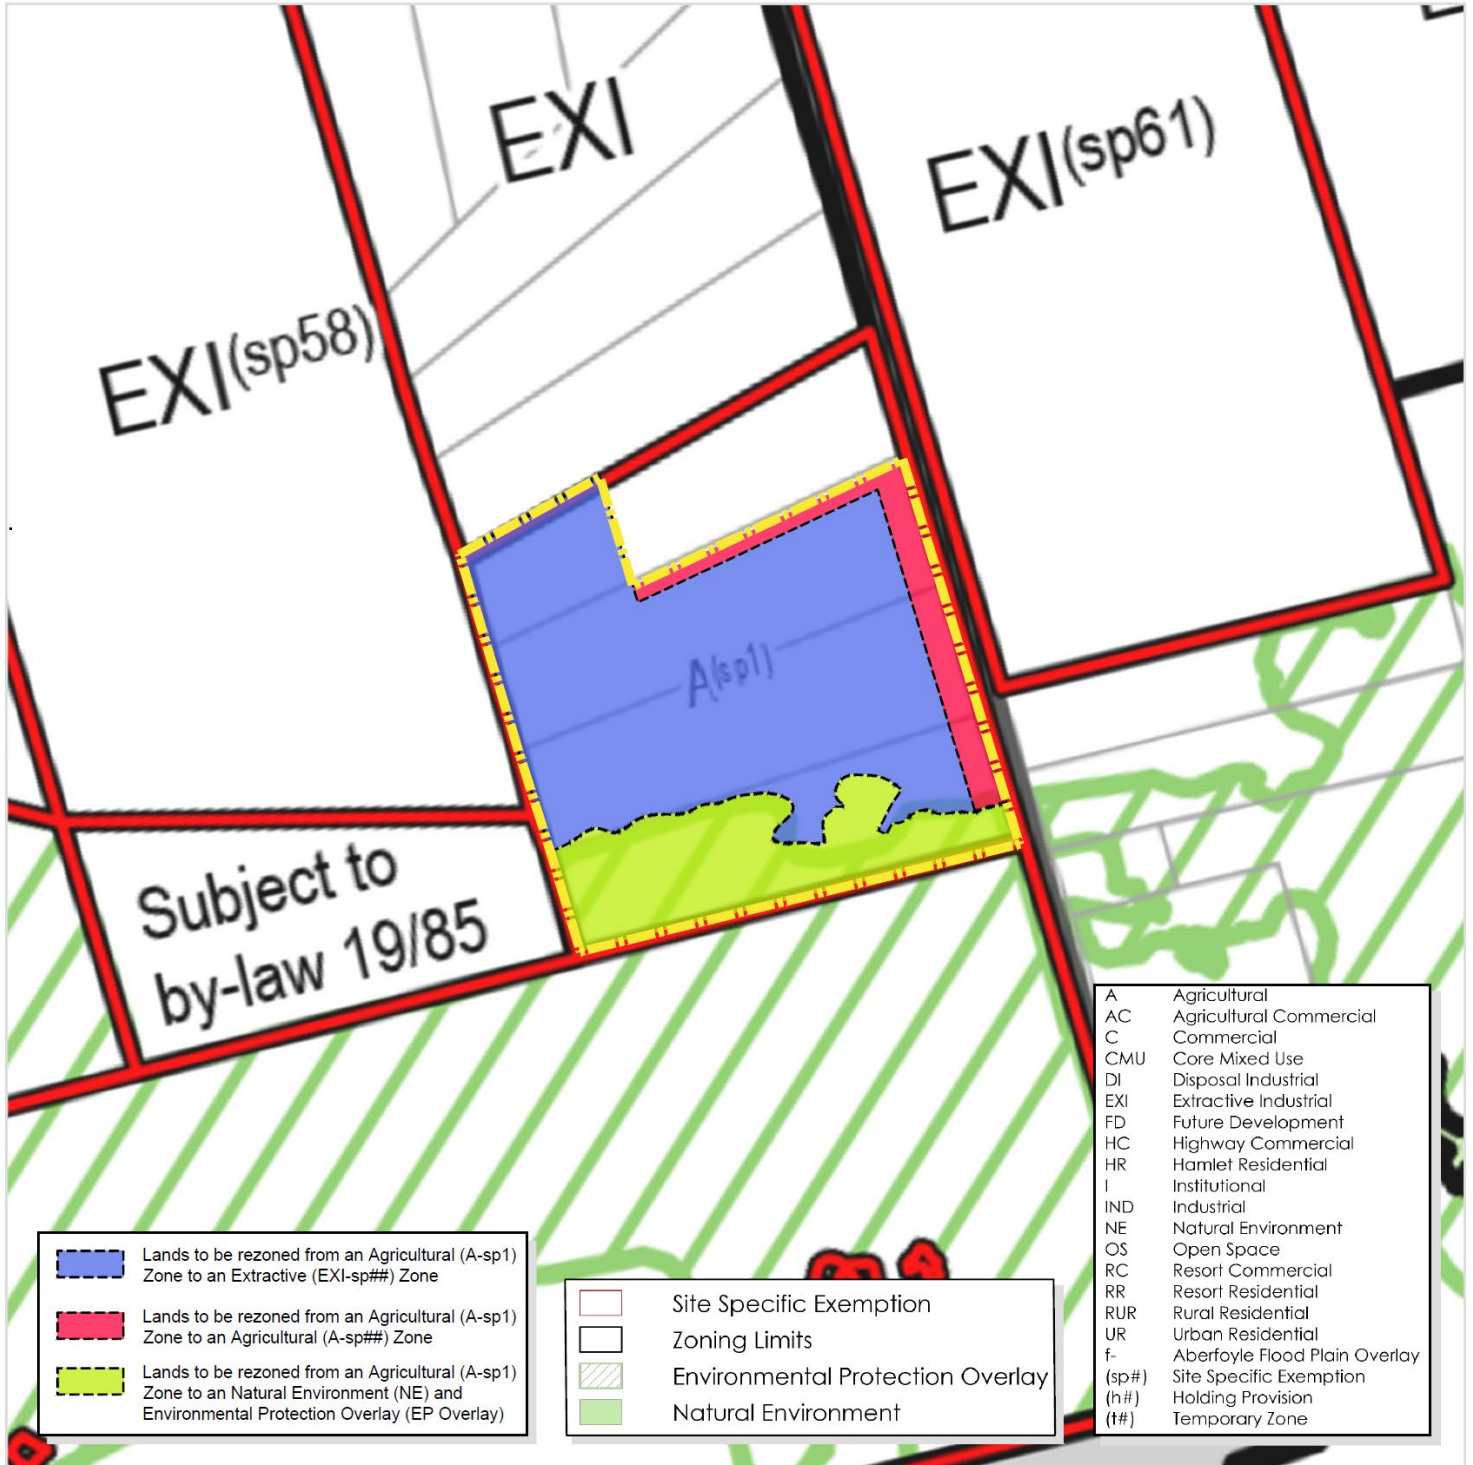 EXI
EXI(sp61)
EXI(sp58)
A(sp1)
Subject to
by-law 19/85
A Agricultural
AC Agricultural Commercial
C Commercial
CMU Core Mixed Use
DI Disposal Industrial
EXI Extractive Industrial
FD Future Development
HC Highway Commercial
HR Hamlet Residential
I Institutional
IND Industrial
NE Natural Environment
OS Open Space
RC Resort Commercial
RR Resort Residential
RUR Rural Residential
UR Urban Residential
f- Aberfoyle Flood Plain Overlay
(sp#) Site Specific Exemption
(h#) Holding Provision
(t#) Temporary Zone
Lands to be rezoned from an Agricultural (A-sp1)
Zone to an Extractive (EXI-sp##) Zone
Lands to be rezoned from an Agricultural (A-sp1)
Zone to an Agricultural (A-sp##) Zone
Lands to be rezoned from an Agricultural (A-sp1)
Zone to an Natural Environment (NE) and
Environmental Protection Overlay (EP Overlay)
Site Specific Exemption
Zoning Limits
Environmental Protection Overlay
Natural Environment